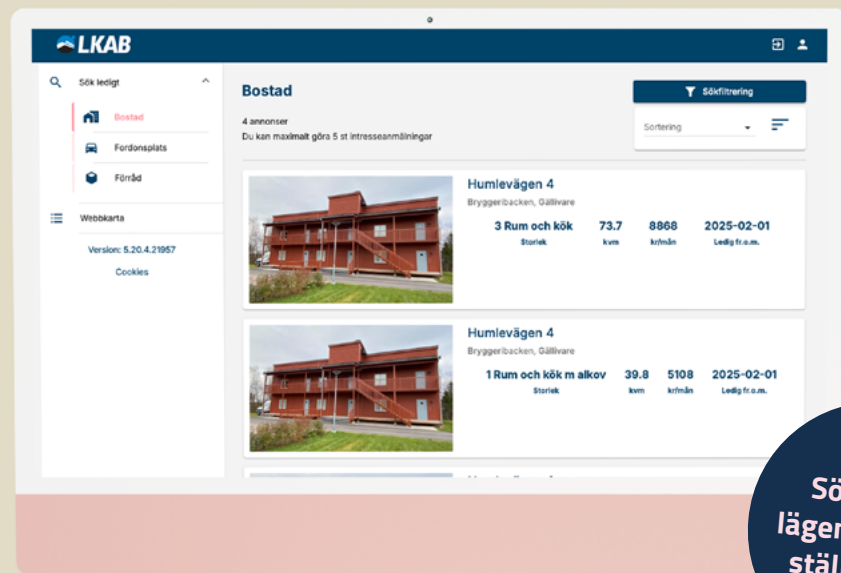 LKAB
Sök ledigt
Bostad
Fordonsplats
Förråd
Webbkarta
Version: 5.20.4.21957
Cookies
Bostad
4 annonser
Du kan maximalt göra 5 st intresseanmälningar
Sökfiltrering
Sortering
Humlevägen 4
Bryggeribacken, Gällivare
3 Rum och kök 73.7 8868 2025-02-01
Storlek kvm kr/mån Ledig fr.o.m.
Humlevägen 4
Bryggeribacken, Gällivare
1 Rum och kök m alkov 39.8 5108 2025-02-01
Storlek kvm kr/mån Ledig fr.o.m.
Sö
lägen
stäl